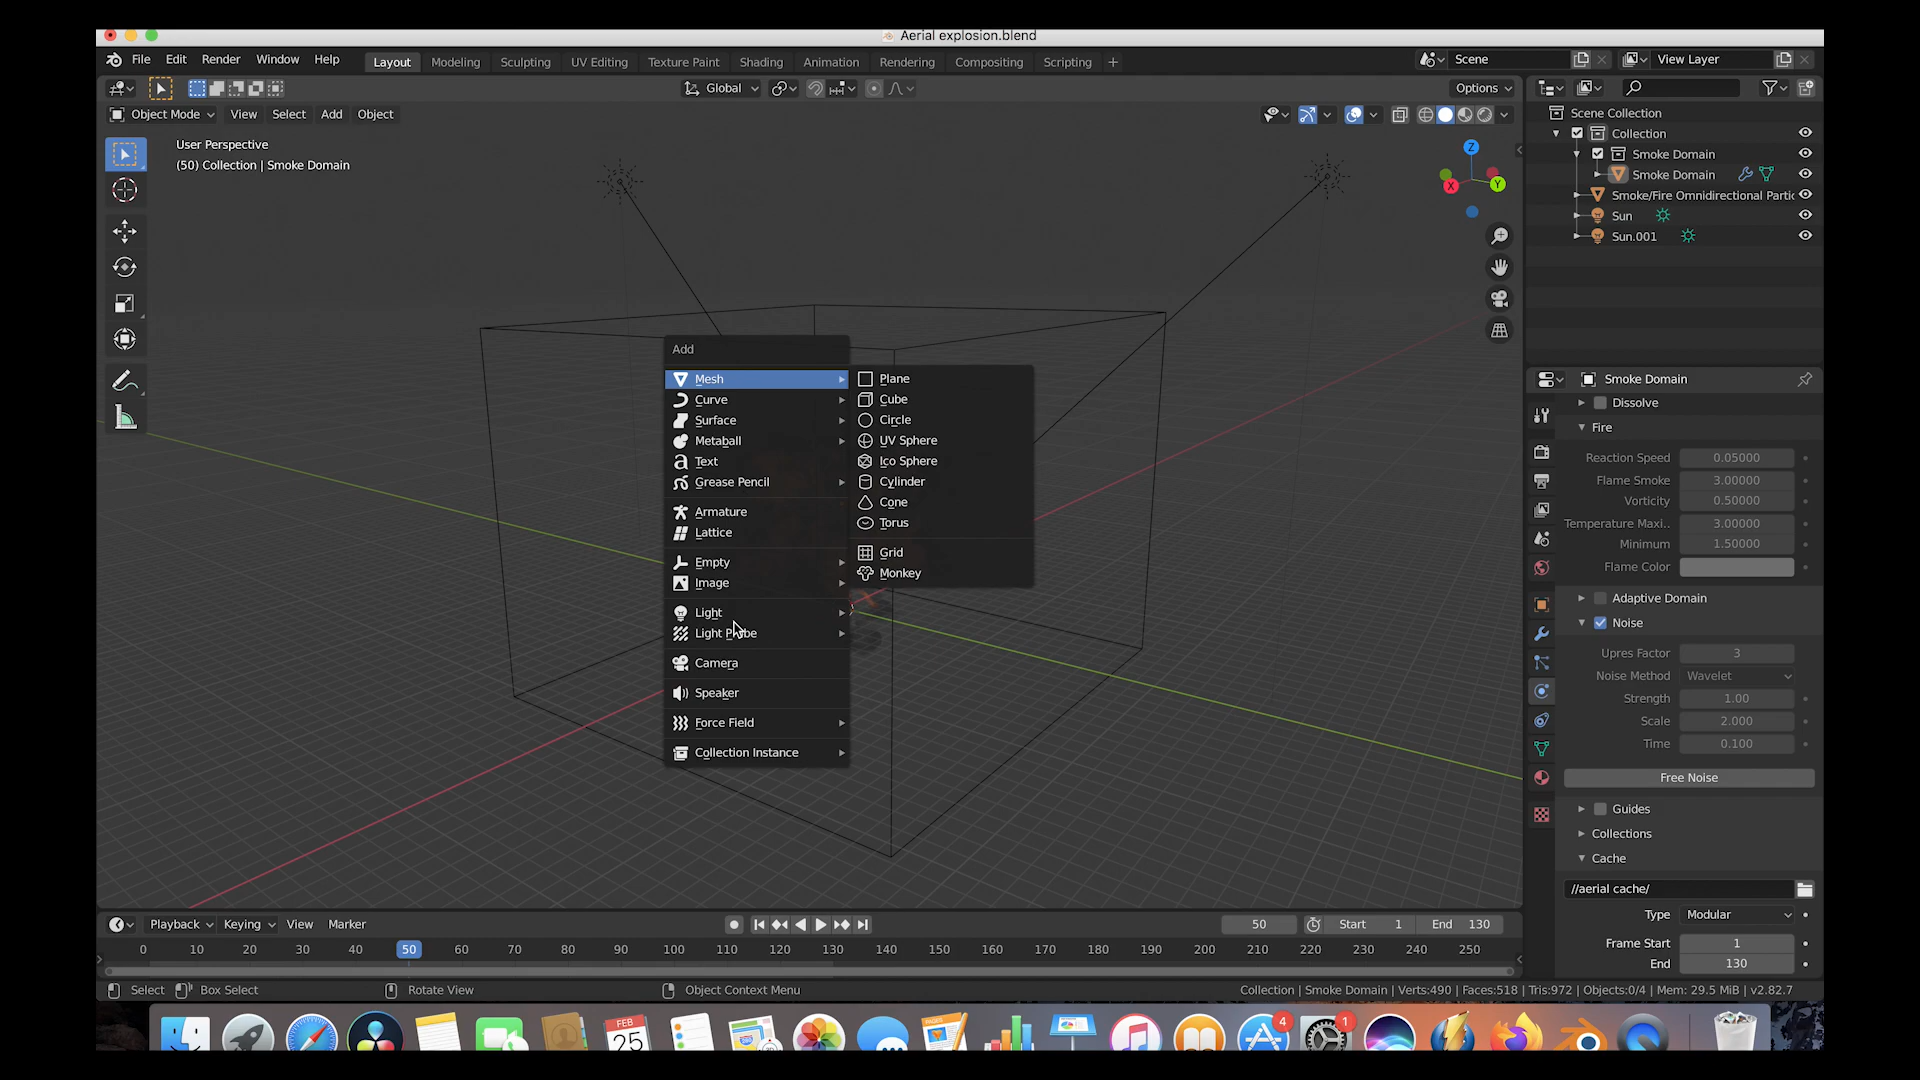 Aerial explosion.blend
File Edit Render Window Help Layout Modeling Sculpting UV Editing Texture Paint Shading Animation Rendering Compositing Scripting + Scene View Layer
Global Options
Object Mode View Select Add Object
User Perspective
(50) Collection | Smoke Domain
Z
X
Y
Scene Collection
Collection
Smoke Domain
Smoke Domain
Smoke/Fire Omnidirectional Partic
Sun
Sun.001
Add
Mesh
Curve
Surface
Metaball
Text
Grease Pencil
Armature
Lattice
Empty
Image
Light
Light Probe
Camera
Speaker
Force Field
Collection Instance
Plane
Cube
Circle
UV Sphere
Ico Sphere
Cylinder
Cone
Torus
Grid
Monkey
Smoke Domain
Dissolve
Fire
Reaction Speed 0.05000
Flame Smoke 3.00000
Vorticity 0.50000
Temperature Maxi.. 3.00000
Minimum 1.50000
Flame Color
Adaptive Domain
Noise
Upres Factor 3
Noise Method Wavelet
Strength 1.00
Scale 2.000
Time 0.100
Free Noise
Guides
Collections
Cache
//aerial cache/
Type Modular
Frame Start 1
End 130
Playback Keying View Marker 50 Start 1 End 130
0 10 20 30 40 50 60 70 80 90 100 110 120 130 140 150 160 170 180 190 200 210 220 230 240 250
Select Box Select Rotate View Object Context Menu Collection | Smoke Domain | Verts:490 | Faces:518 | Tris:972 | Objects:0/4 | Mem: 29.5 MiB | v2.82.7
FEB
25
4
1